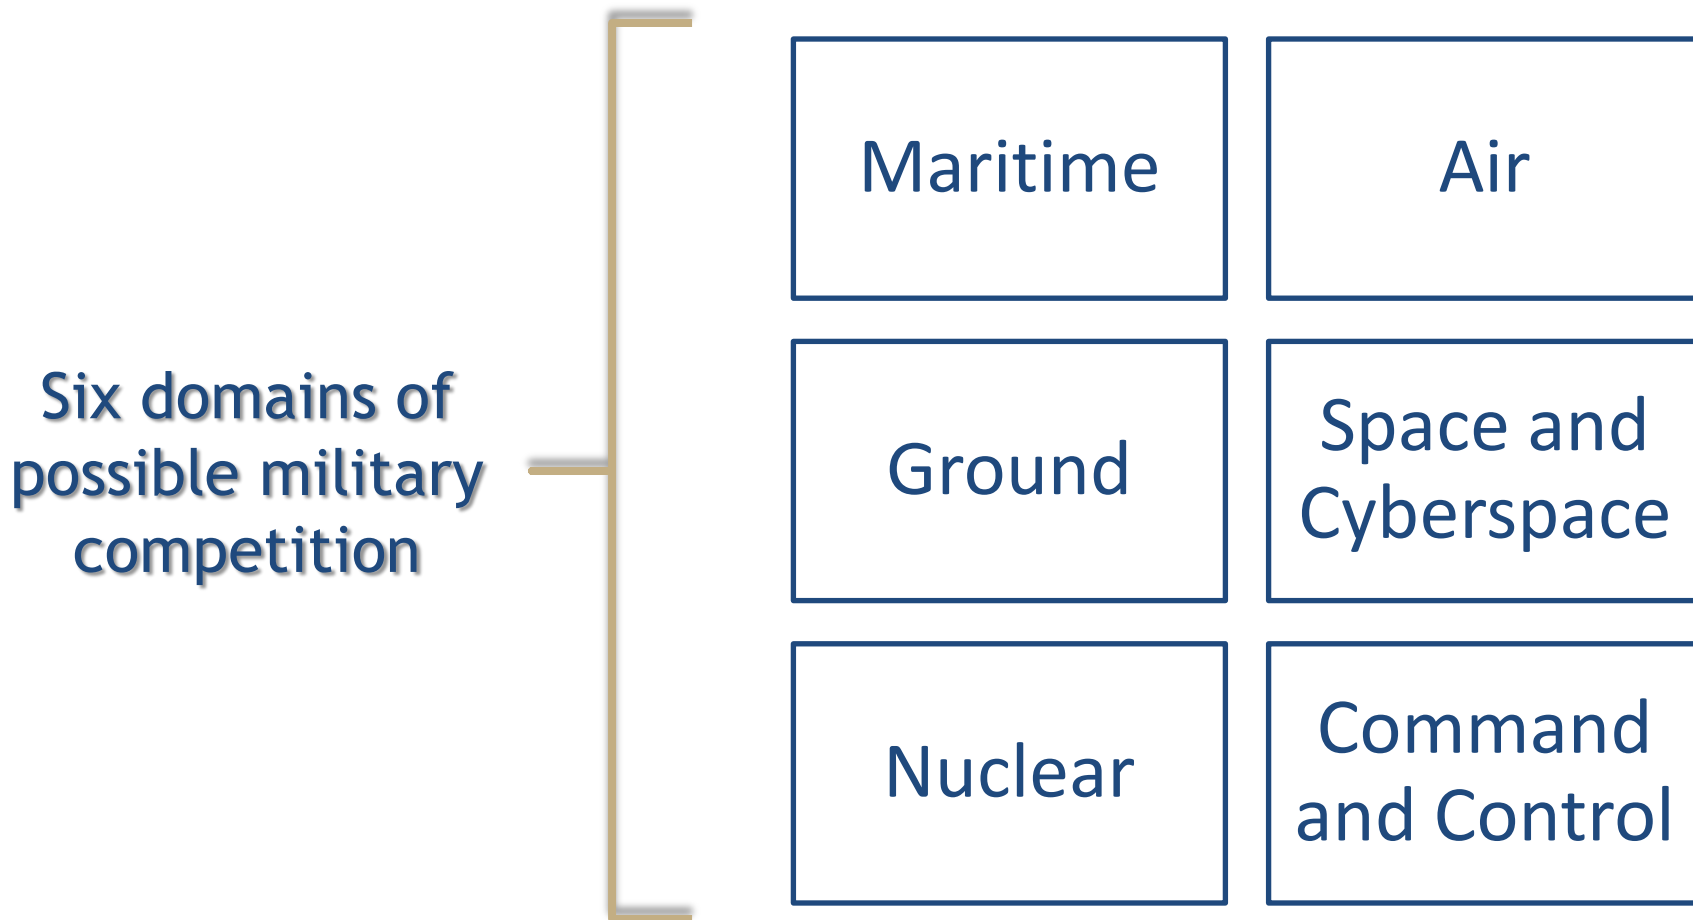 Six domains of
possible military
competition
Maritime
Air
Ground
Space and
Cyberspace
Nuclear
Command
and Control